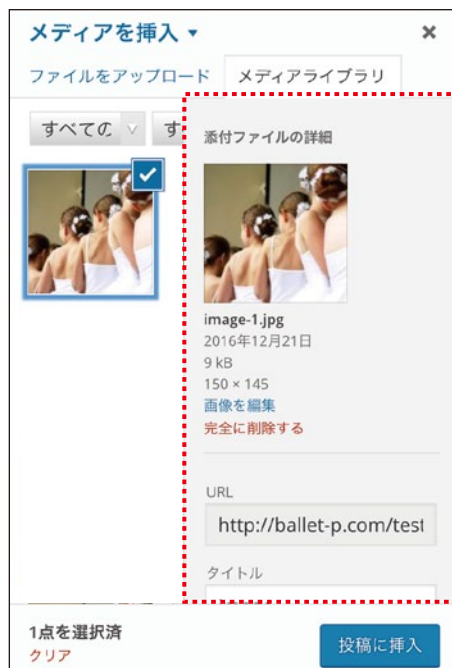 メディアを挿入 ▼ ×
ファイルをアップロード メディアライブラリ
すべての す
添付ファイルの詳細
image-1.jpg
2016年12月21日
9 kB
150 × 145
画像を編集
完全に削除する
URL
http://ballet-p.com/test
タイトル
1点を選択済
クリア
投稿に挿入